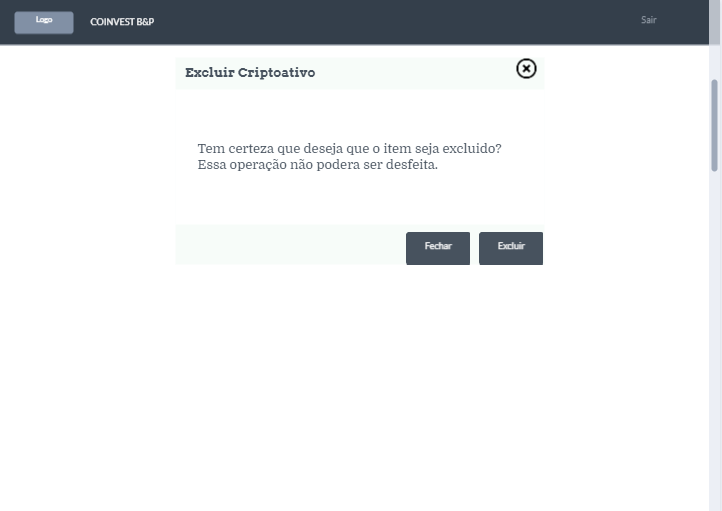 Logo
COINVEST B&P
Sair
Excluir Criptoativo
Tem certeza que deseja que o item seja excluido?
Essa operação não podera ser desfeita.
Fechar
Excluir